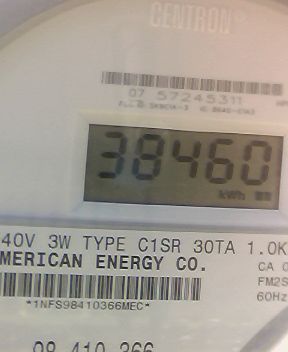 CENTRON
07 57245311
38460
kWh
40V 3W TYPE C1SR 30TA 1.0K
MERICAN ENERGY CO.
CA 0
FM2S
60Hz
*1NFS98410366MEC*
98 410 366